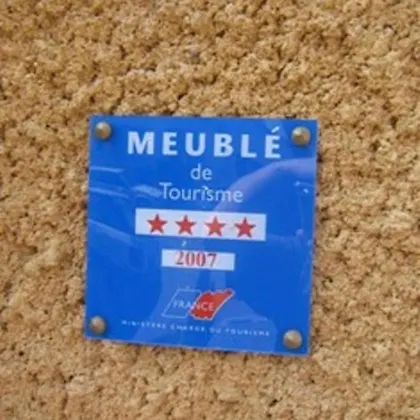 MEUBLÉ
de
Tourisme
2007
FRANCE
MINISTÈRE CHARGÉ DU TOURISME